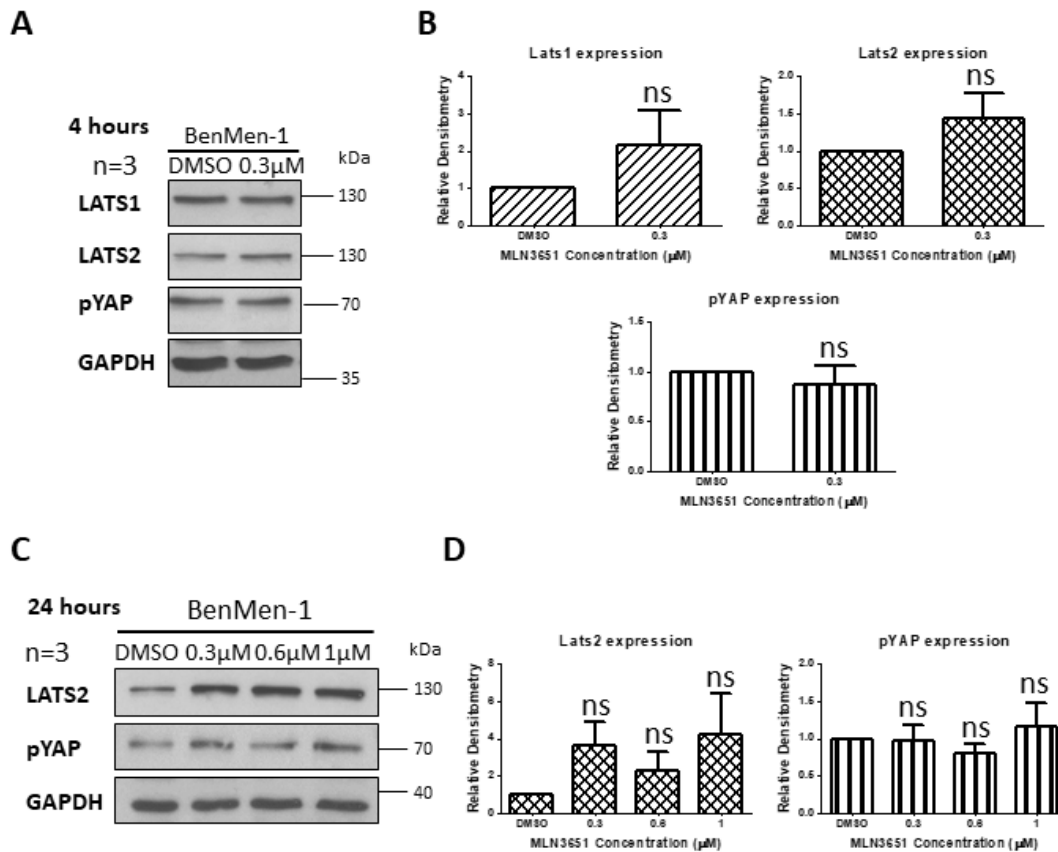 A
4 hours
BenMen-1
n=3
DMSO 0.3μM
kDa
LATS1
130
LATS2
130
pYAP
70
GAPDH
35
B
Lats1 expression
Relative Densitometry
4
3
2
1
0
ns
DMSO
0.3
MLN3651 Concentration (μM)
Lats2 expression
Relative Densitometry
2.0
1.5
1.0
0.5
0.0
ns
DMSO
0.3
MLN3651 Concentration (μM)
pYAP expression
Relative Densitometry
1.5
1.0
0.5
0.0
ns
DMSO
0.3
MLN3651 Concentration (μM)
C
24 hours
BenMen-1
n=3
DMSO 0.3μM 0.6μM 1μM
kDa
LATS2
130
pYAP
70
GAPDH
40
D
Lats2 expression
Relative Densitometry
8
6
4
2
0
ns
ns
ns
DMSO
0.3
0.6
1
MLN3651 Concentration (μM)
pYAP expression
Relative Densitometry
2.0
1.5
1.0
0.5
0.0
ns
ns
ns
DMSO
0.3
0.6
1
MLN3651 Concentration (μM)